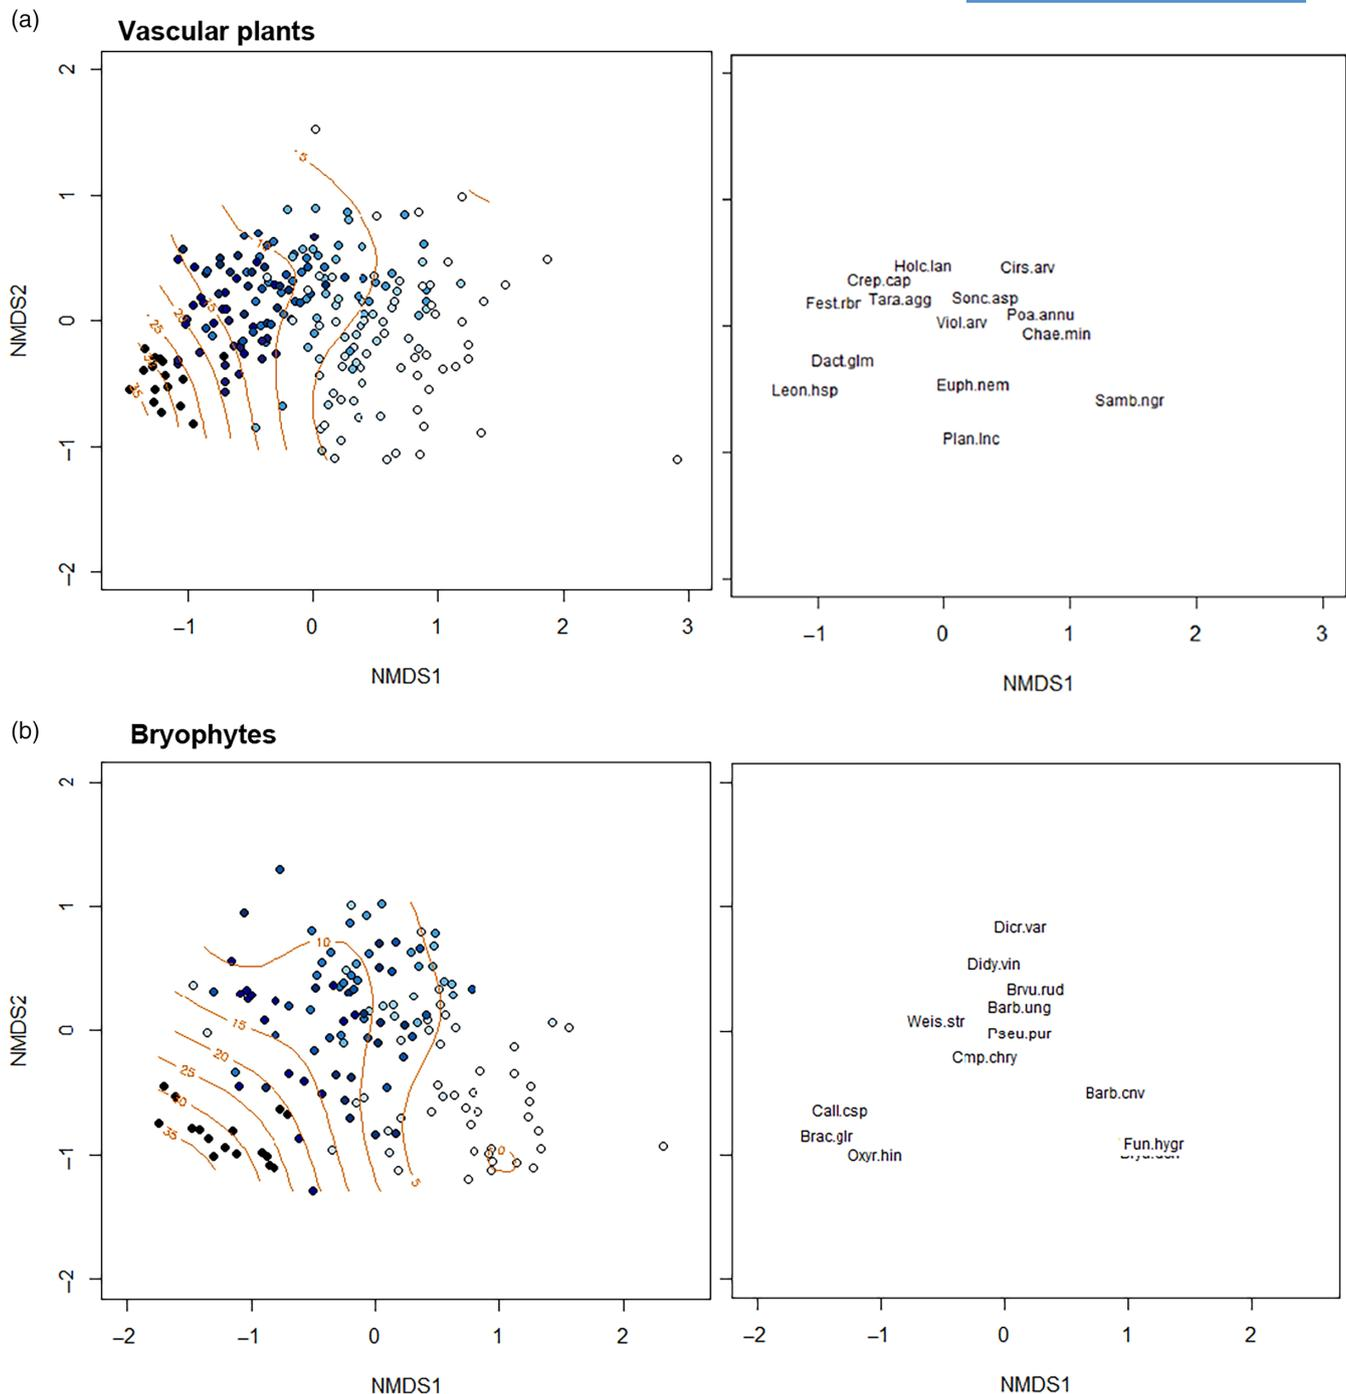 (a)
Vascular plants
2
1
0
−1
−2
NMDS2
5
25
−1
0
1
2
3
NMDS1
Holc.lan
Cirs.arv
Crep.cap
Fest.rbr
Tara.agg
Sonc.asp
Viol.arv
Poa.annu
Chae.min
Dact.glm
Leon.hsp
Euph.nem
Samb.ngr
Plan.lnc
−1
0
1
2
3
NMDS1
(b)
Bryophytes
2
1
0
−1
−2
NMDS2
10
15
20
25
35
0
5
−2
−1
0
1
2
NMDS1
Dicr.var
Didy.vin
Brvu.rud
Barb.ung
Weis.str
Pseu.pur
Cmp.chry
Barb.cnv
Call.csp
Brac.glr
Fun.hygr
Oxyr.hin
−2
−1
0
1
2
NMDS1